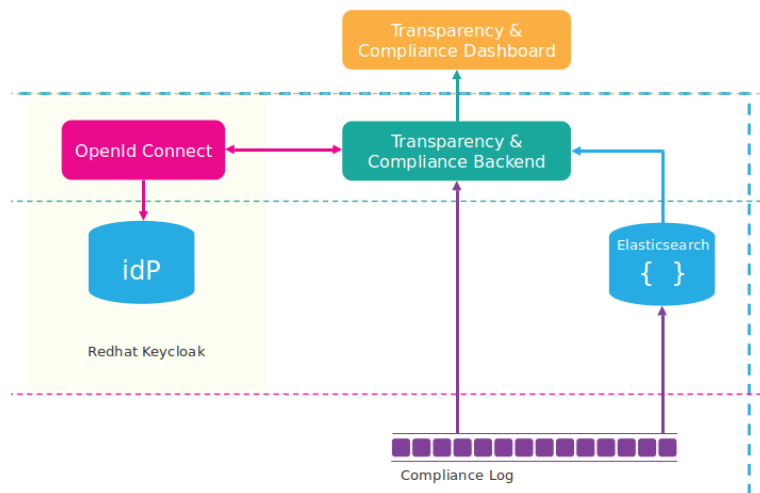 Transparency &
Compliance Dashboard
OpenId Connect
Transparency &
Compliance Backend
idP
Elasticsearch
{ }
Redhat Keycloak
Compliance Log